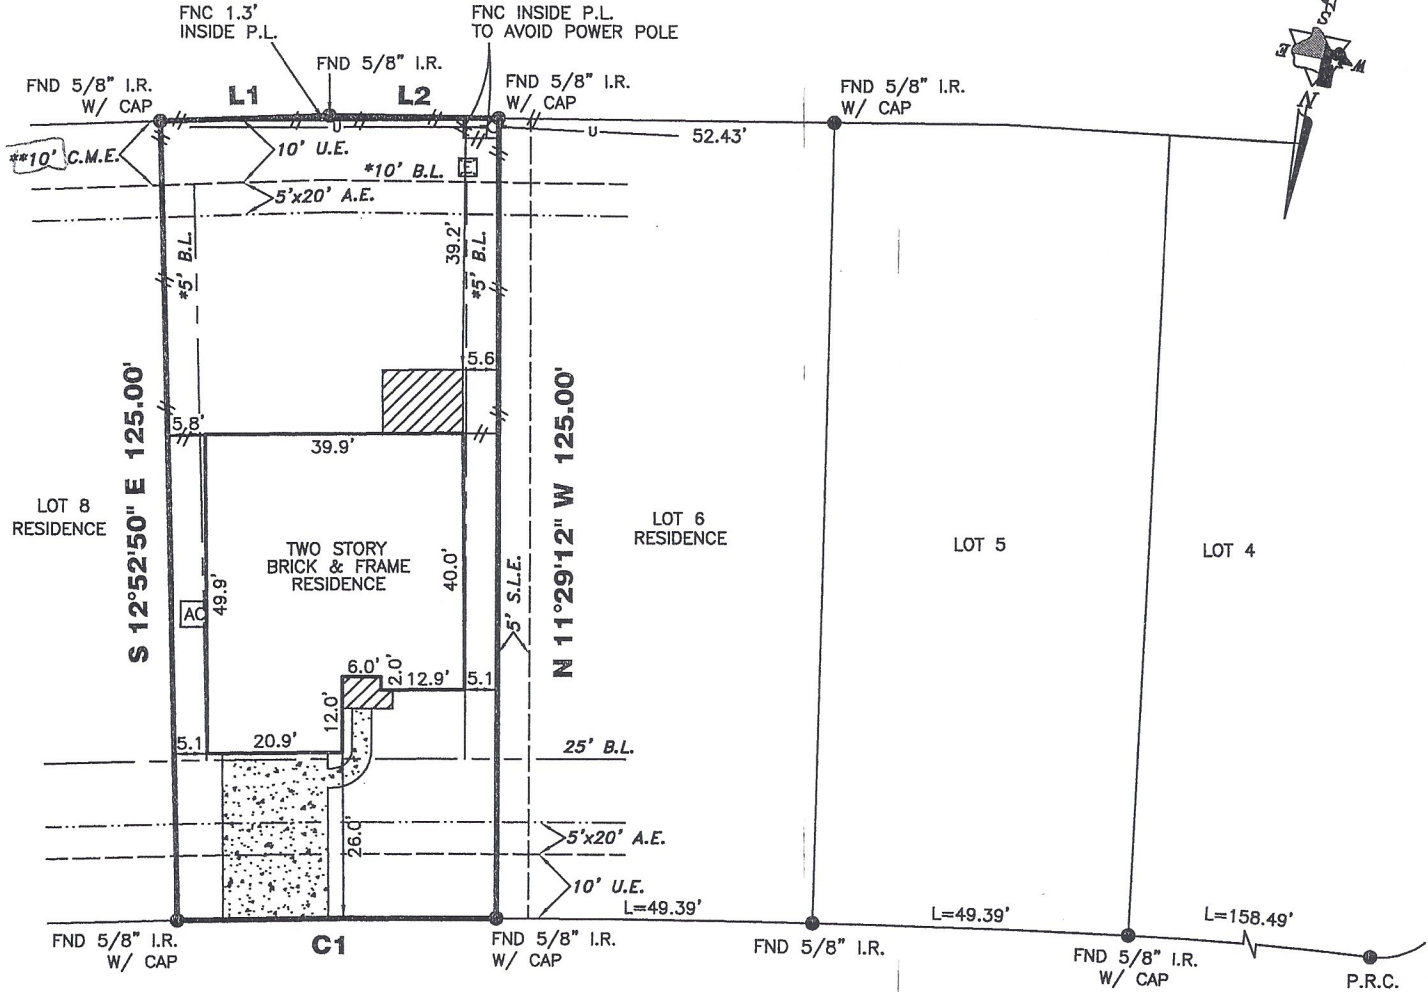 FNC 1.3'
INSIDE P.L.
FNC INSIDE P.L.
TO AVOID POWER POLE
S
E
W
N
FND 5/8" I.R.
FND 5/8" I.R.
W/ CAP
L1
L2
FND 5/8" I.R.
W/ CAP
FND 5/8" I.R.
W/ CAP
U
U
52.43'
**10' C.M.E.
10' U.E.
*10' B.L.
E
5'x20' A.E.
*5' B.L.
39.2'
*5' B.L.
5.6
5.8'
39.9'
S 12°52'50" E 125.00'
N 11°29'12" W 125.00'
LOT 8
RESIDENCE
TWO STORY
BRICK & FRAME
RESIDENCE
LOT 6
RESIDENCE
LOT 5
LOT 4
49.9'
40.0'
5' S.L.E.
AC
6.0'
2.0'
12.9'
5.1
12.0'
5.1
20.9'
25' B.L.
26.0'
5'x20' A.E.
10' U.E.
L=49.39'
L=49.39'
L=158.49'
FND 5/8" I.R.
W/ CAP
C1
FND 5/8" I.R.
W/ CAP
FND 5/8" I.R.
FND 5/8" I.R.
W/ CAP
P.R.C.